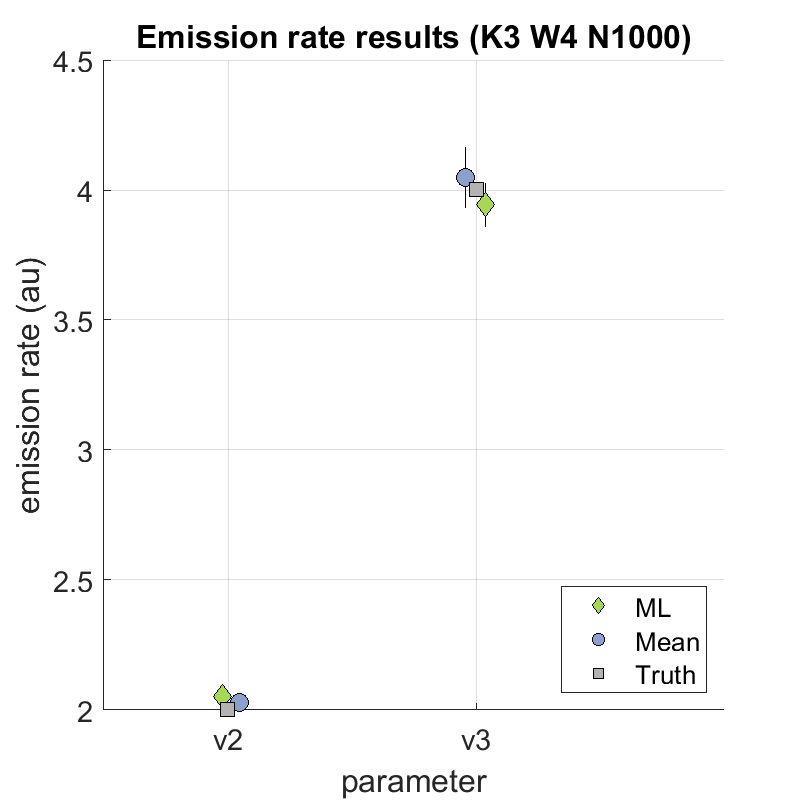 Emission rate results (K3 W4 N1000)
4.5
4
3.5
3
2.5
2
emission rate (au)
v2
v3
parameter
ML
Mean
Truth